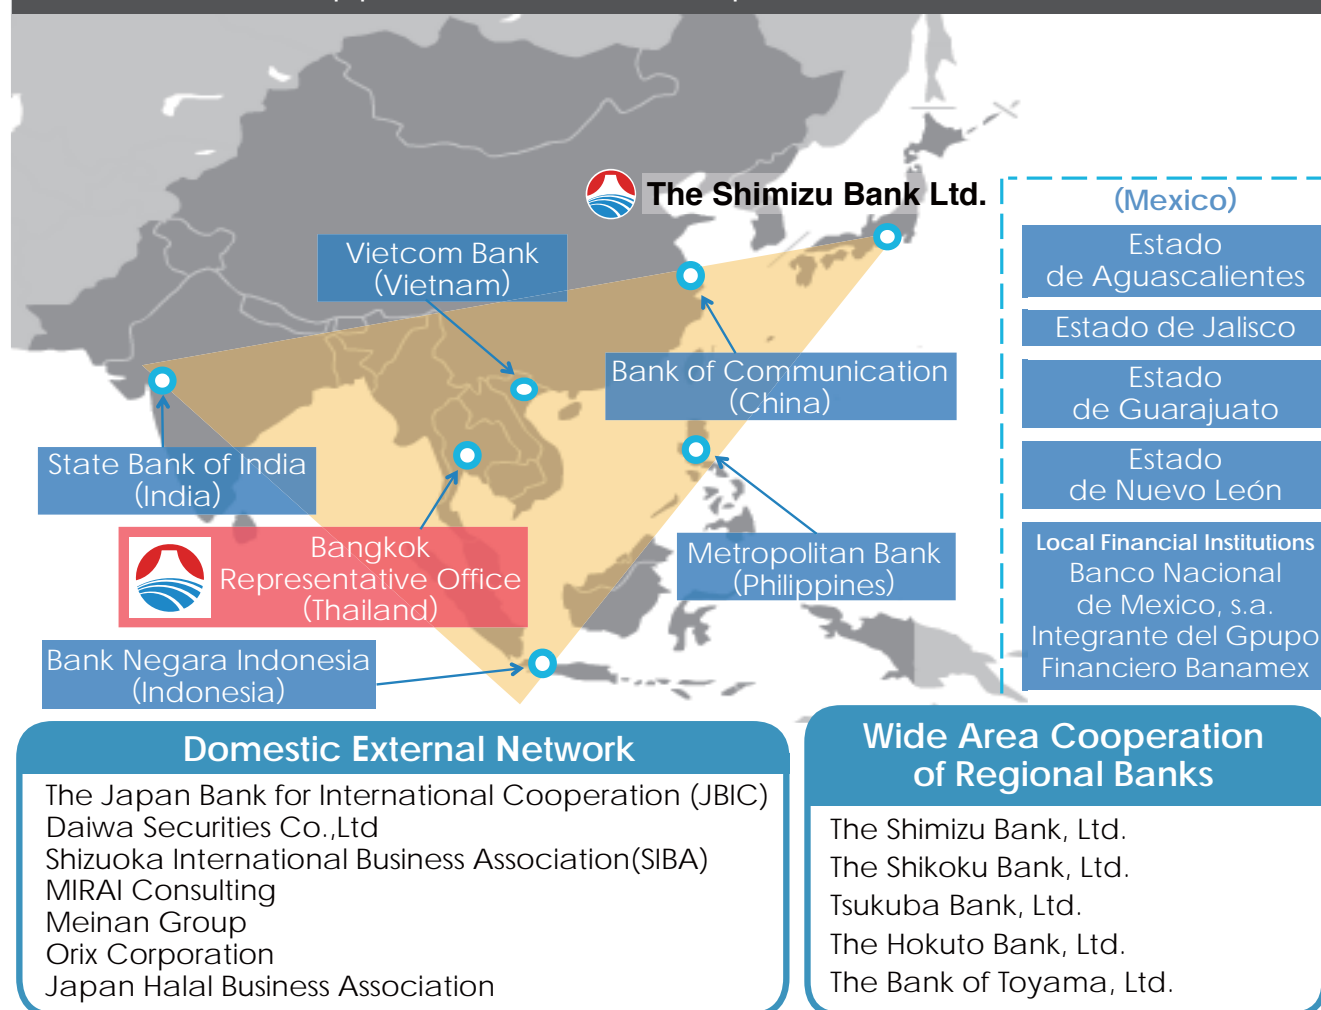 The Shimizu Bank Ltd.
Vietcom Bank
(Vietnam)
Bank of Communication
(China)
State Bank of India
(India)
Bangkok
Representative Office
(Thailand)
Metropolitan Bank
(Philippines)
Bank Negara Indonesia
(Indonesia)
(Mexico)
Estado
de Aguascalientes
Estado de Jalisco
Estado
de Guarajuato
Estado
de Nuevo León
Local Financial Institutions
Banco Nacional
de Mexico, s.a.
Integrante del Gpupo
Financiero Banamex
Domestic External Network
The Japan Bank for International Cooperation (JBIC)
Daiwa Securities Co.,Ltd
Shizuoka International Business Association(SIBA)
MIRAI Consulting
Meinan Group
Orix Corporation
Japan Halal Business Association
Wide Area Cooperation
of Regional Banks
The Shimizu Bank, Ltd.
The Shikoku Bank, Ltd.
Tsukuba Bank, Ltd.
The Hokuto Bank, Ltd.
The Bank of Toyama, Ltd.